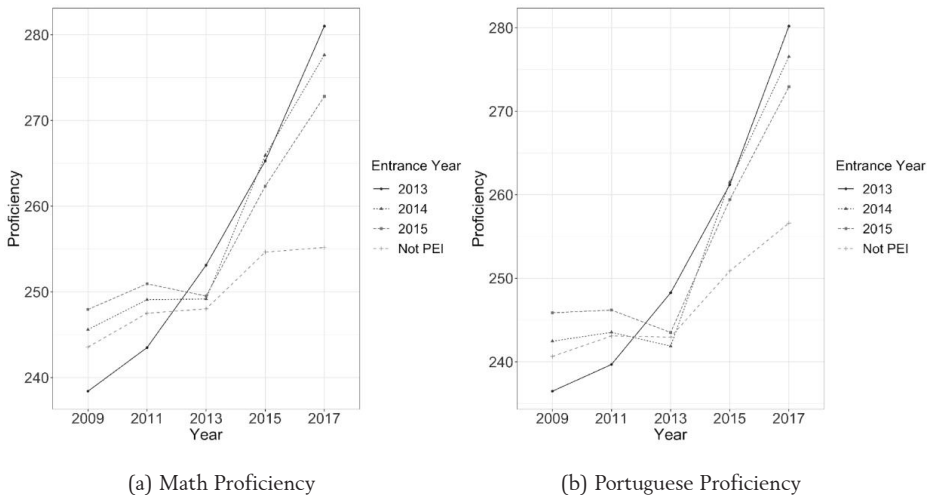 280
270
260
250
240
Proficiency
2009 2011 2013 2015 2017
Year
Entrance Year
2013
2014
2015
Not PEI
(a) Math Proficiency
280
270
260
250
240
Proficiency
2009 2011 2013 2015 2017
Year
Entrance Year
2013
2014
2015
Not PEI
(b) Portuguese Proficiency